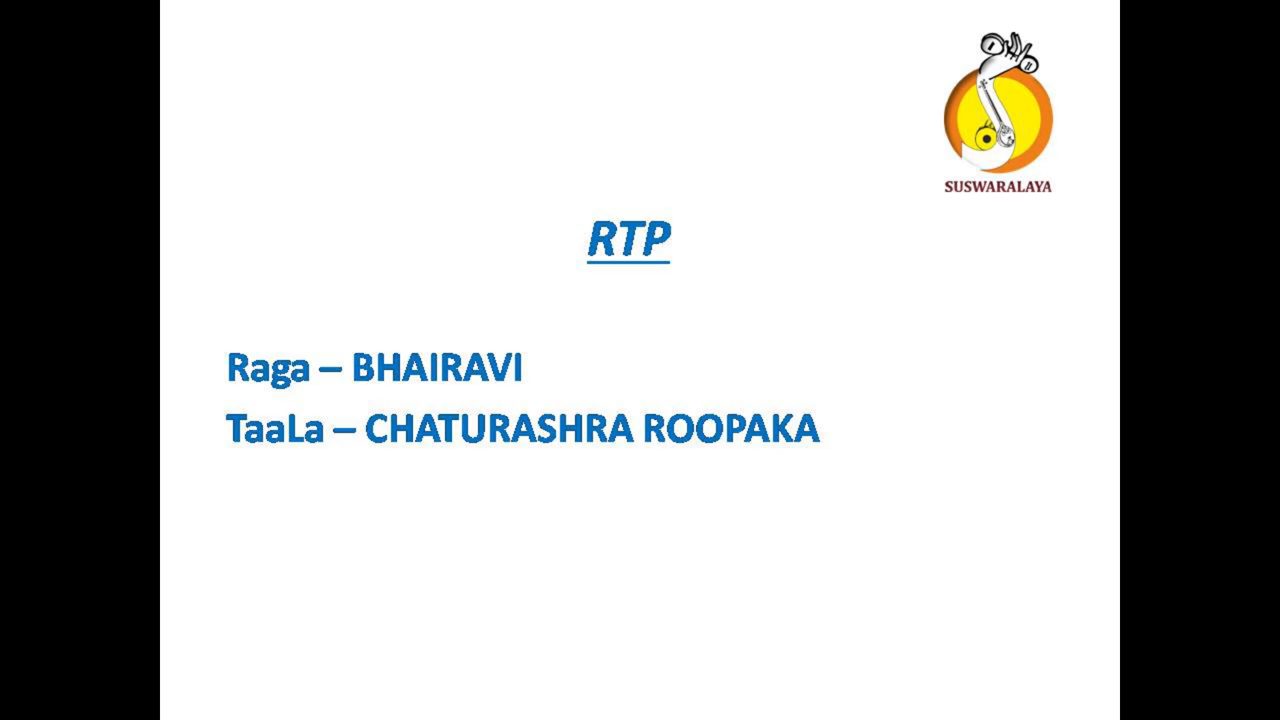 SUSWARALAYA
RTP
Raga – BHAIRAVI
TaaLa – CHATURASHRA ROOPAKA